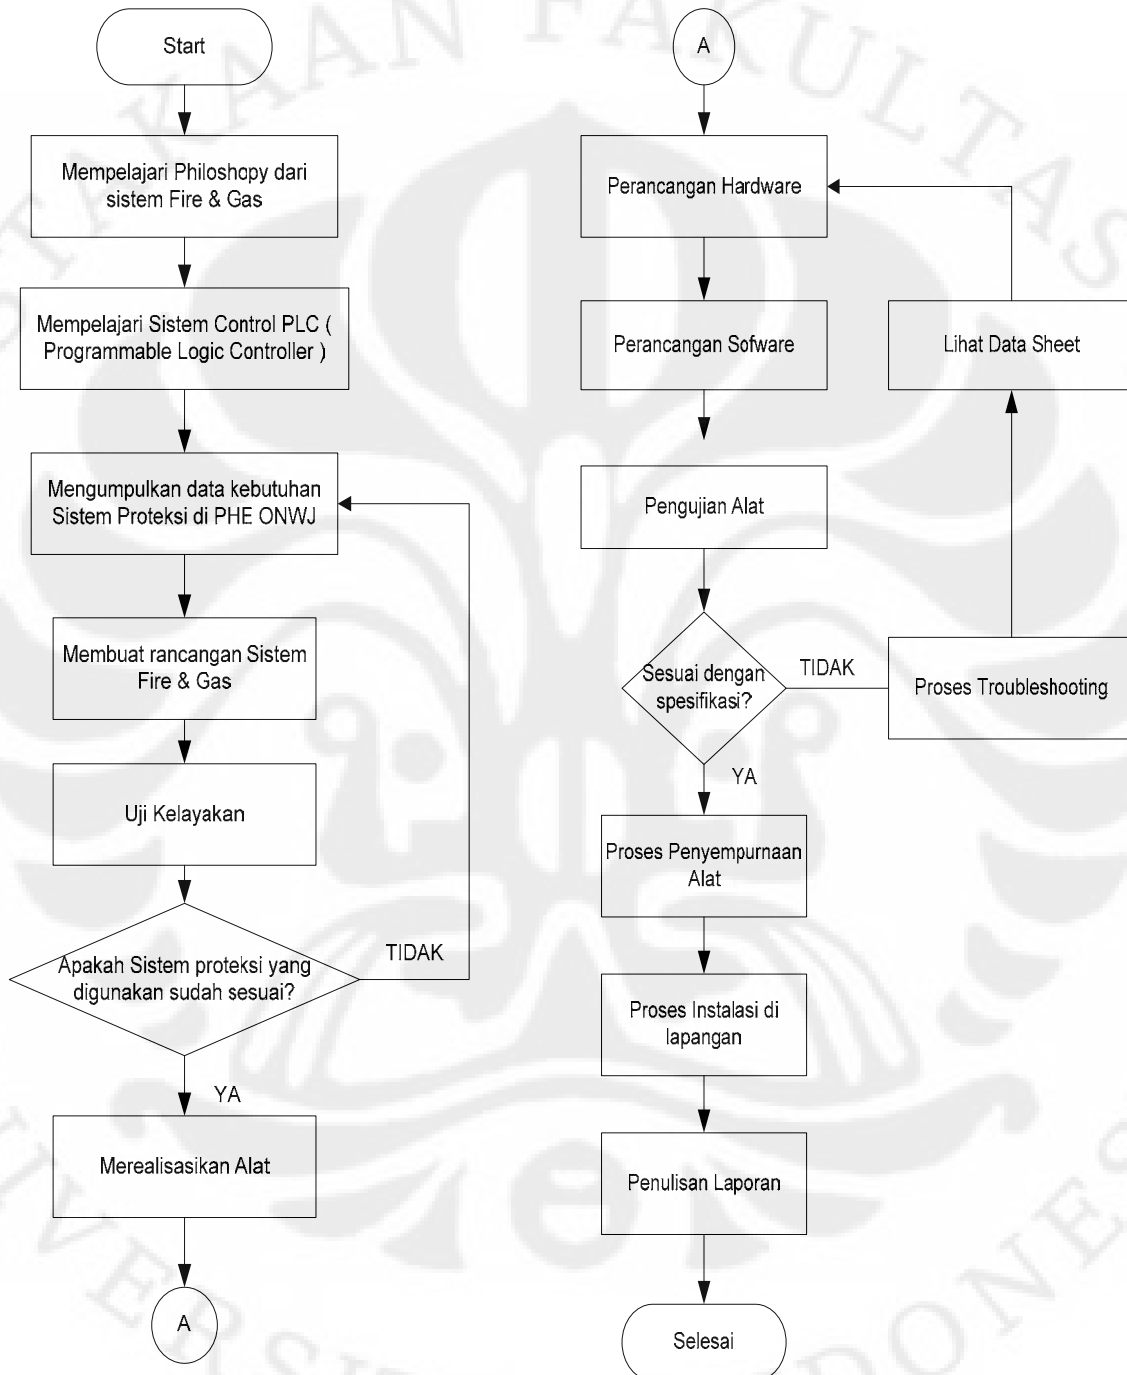 Start
Mempelajari Philoshopy dari
sistem Fire & Gas
Mempelajari Sistem Control PLC (
Programmable Logic Controller )
Mengumpulkan data kebutuhan
Sistem Proteksi di PHE ONWJ
Membuat rancangan Sistem
Fire & Gas
Uji Kelayakan
Apakah Sistem proteksi yang
digunakan sudah sesuai?
TIDAK
YA
Merealisasikan Alat
A
A
Perancangan Hardware
Perancangan Sofware
Lihat Data Sheet
Pengujian Alat
Sesuai dengan
spesifikasi?
TIDAK
Proses Troubleshooting
YA
Proses Penyempurnaan
Alat
Proses Instalasi di
lapangan
Penulisan Laporan
Selesai